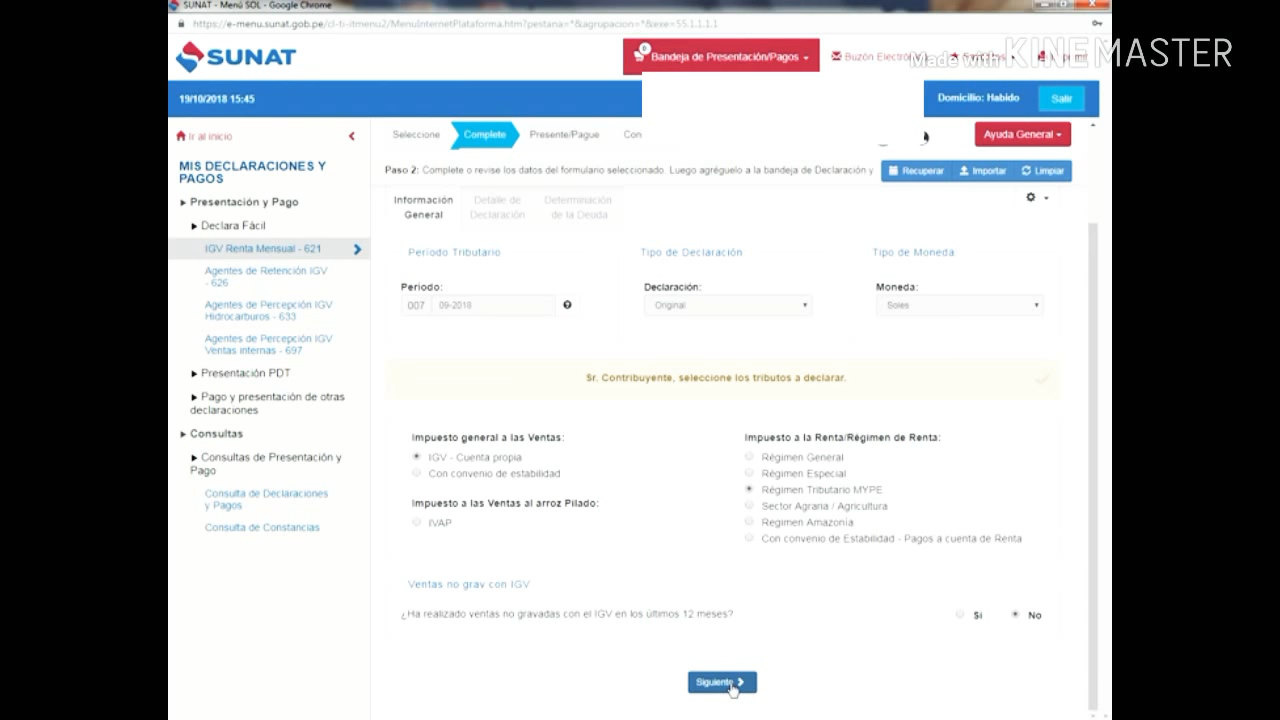 SUNAT - Menú SOL - Google Chrome
https://e-menu.sunat.gob.pe/cl-ti-itmenu2/MenuInternetPlataforma.htm?pestana=*&agrupacion=*&exe=55.1.1.1.1
SUNAT
0
Bandeja de Presentación/Pagos
Buzón Electró
Made with KINEMASTER
19/10/2018 15:45
Domicilio: Habido
Salir
Ir al inicio
Seleccione
Complete
Presente/Pague
Con
Ayuda General
MIS DECLARACIONES Y
PAGOS
Paso 2: Complete o revise los datos del formulario seleccionado. Luego agréguelo a la bandeja de Declaración y
Recuperar
Importar
Limpiar
Presentación y Pago
Declara Fácil
IGV Renta Mensual - 621
Agentes de Retención IGV
- 626
Agentes de Percepción IGV
Hidrocarburos - 633
Agentes de Percepción IGV
Ventas internas - 697
Presentación PDT
Pago y presentación de otras
declaraciones
Consultas
Consultas de Presentación y
Pago
Consulta de Declaraciones
y Pagos
Consulta de Constancias
Información
General
Detalle de
Declaración
Determinación
de la Deuda
Periodo Tributario
Tipo de Declaración
Tipo de Moneda
Periodo:
Declaración:
Moneda:
007 09-2018
Original
Soles
Sr. Contribuyente, seleccione los tributos a declarar.
Impuesto general a las Ventas:
IGV - Cuenta propia
Con convenio de estabilidad
Impuesto a las Ventas al arroz Pilado:
IVAP
Impuesto a la Renta/Régimen de Renta:
Régimen General
Régimen Especial
Régimen Tributario MYPE
Sector Agraria / Agricultura
Regimen Amazonía
Con convenio de Estabilidad - Pagos a cuenta de Renta
Ventas no grav con IGV
¿Ha realizado ventas no gravadas con el IGV en los últimos 12 meses?
Si
No
Siguiente